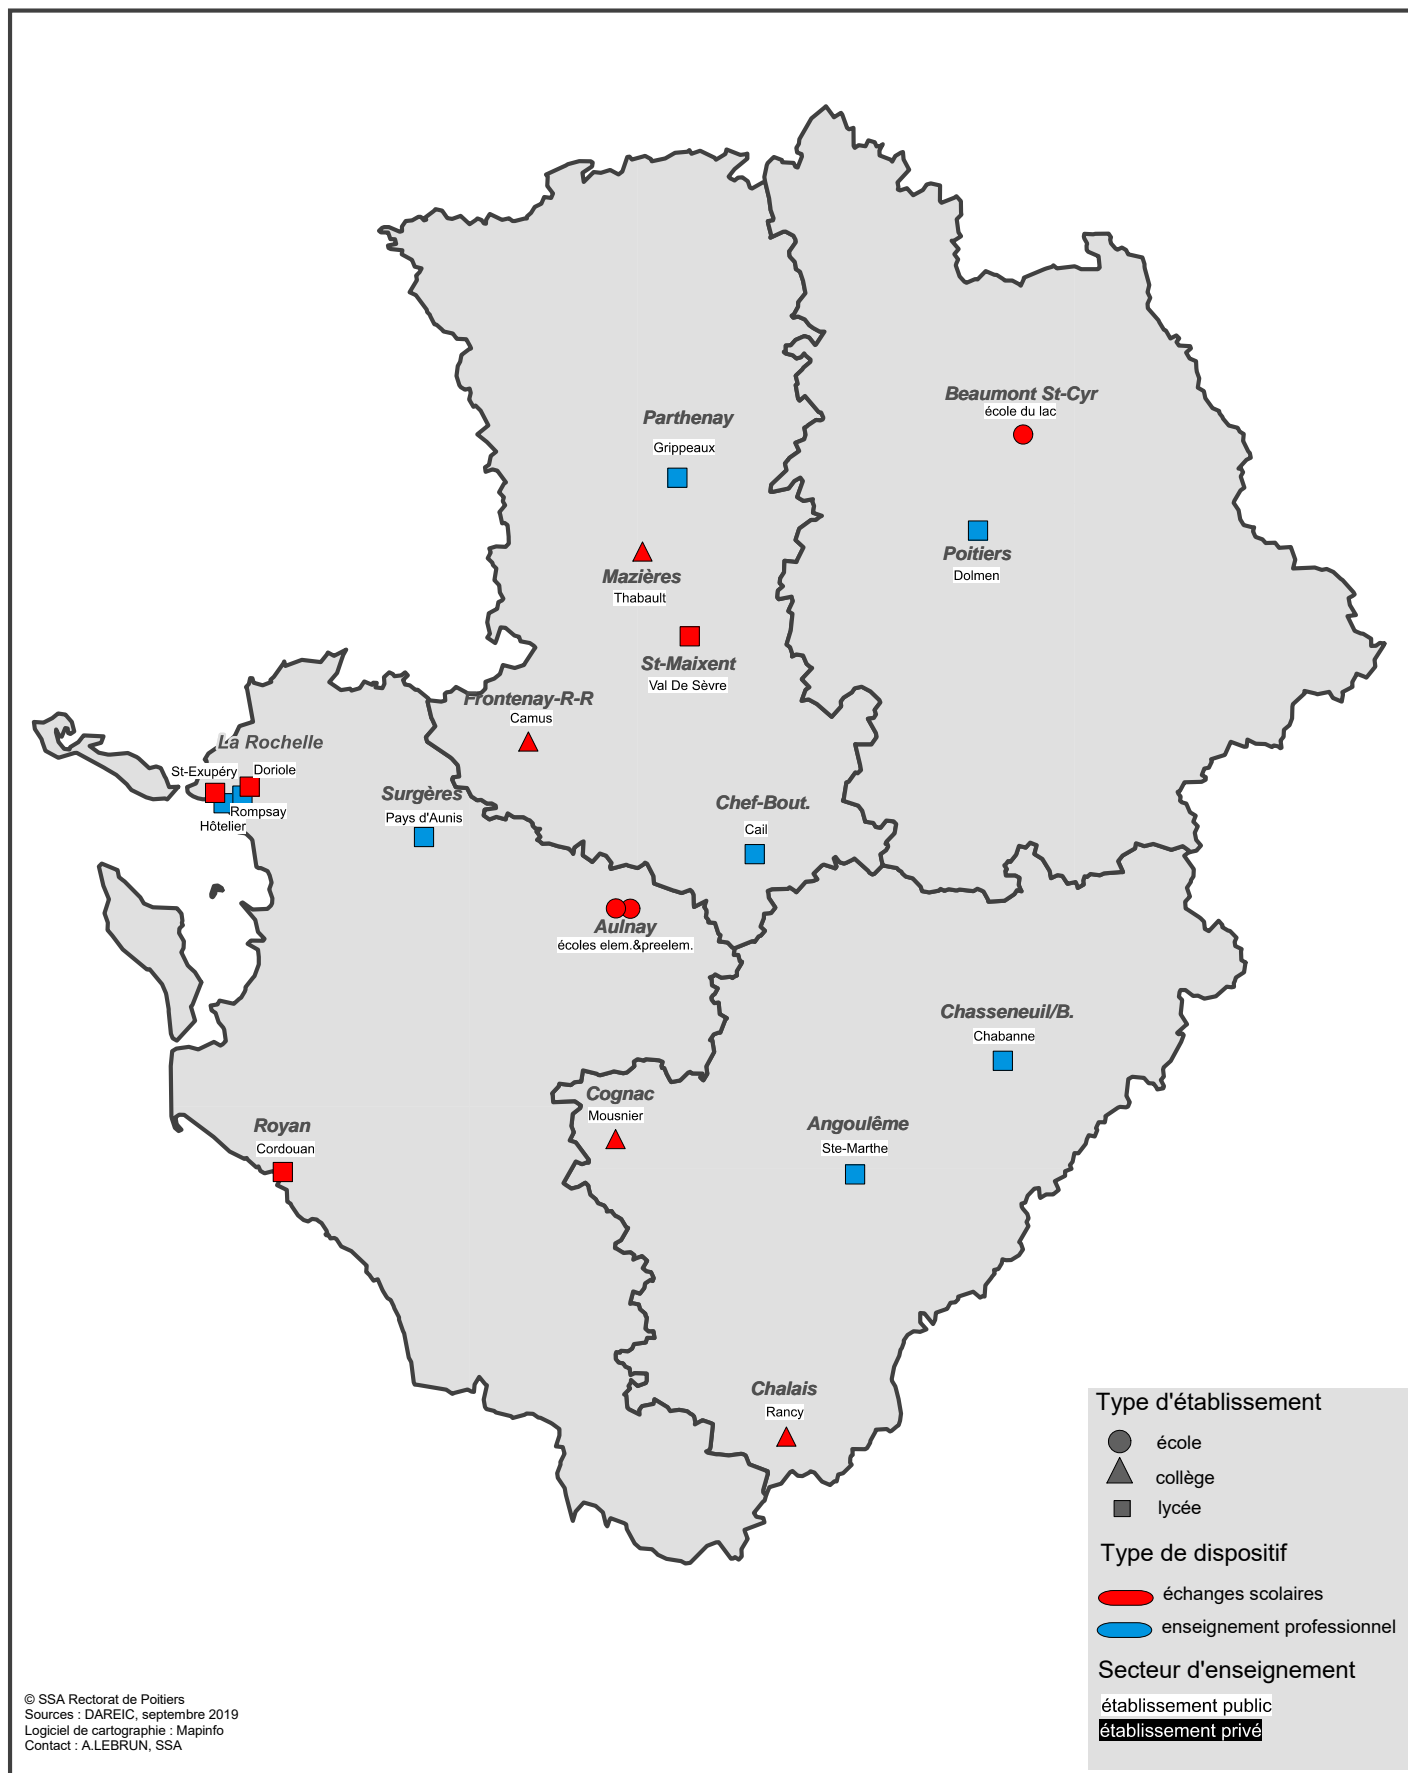 Beaumont St-Cyr
école du lac
Parthenay
Grippeaux
Poitiers
Dolmen
Mazières
Thabault
St-Maixent
Val De Sèvre
Frontenay-R-R
Camus
La Rochelle
St-Exupéry
Doriole
Rompsay
Hôtelier
Surgères
Pays d'Aunis
Chef-Bout.
Cail
Aulnay
écoles elem.&preelem.
Chasseneuil/B.
Chabanne
Cognac
Mousnier
Royan
Cordouan
Angoulême
Ste-Marthe
Chalais
Rancy
Type d'établissement
école
collège
lycée
Type de dispositif
échanges scolaires
enseignement professionnel
Secteur d'enseignement
établissement public
établissement privé
© SSA Rectorat de Poitiers
Sources : DAREIC, septembre 2019
Logiciel de cartographie : Mapinfo
Contact : A.LEBRUN, SSA